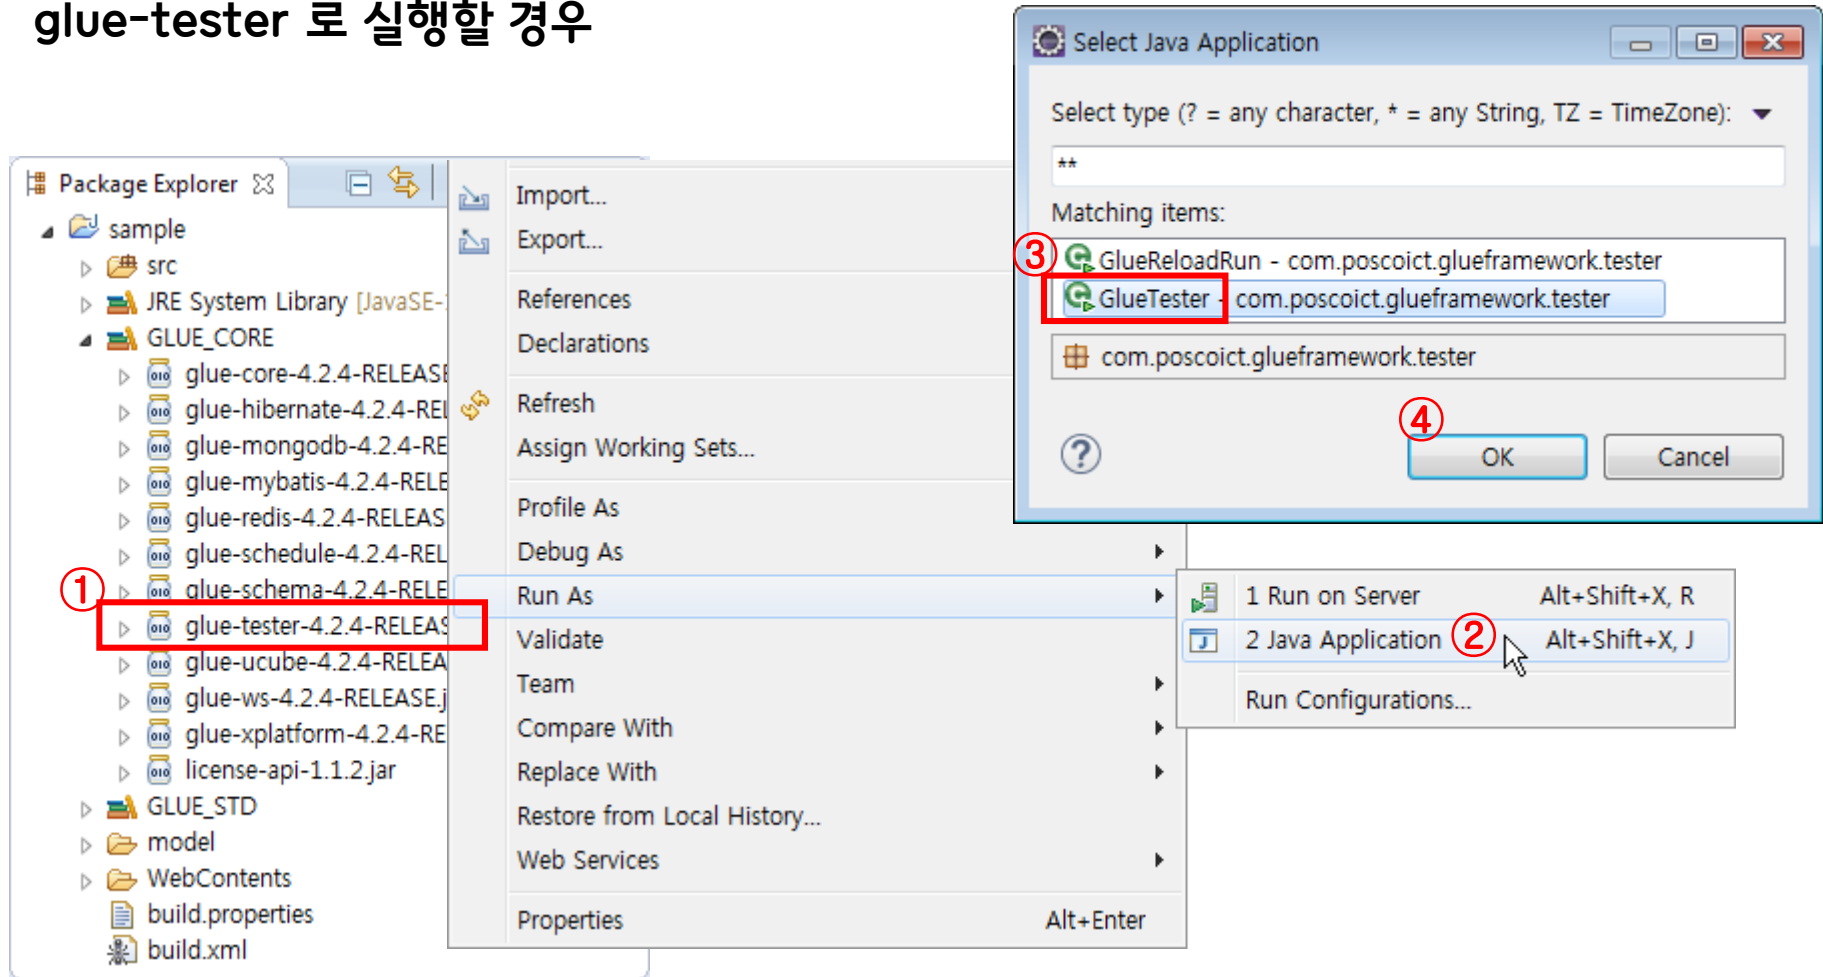 glue-tester 로 실행할 경우
Package Explorer
sample
src
JRE System Library [JavaSE-
GLUE_CORE
glue-core-4.2.4-RELEASE
glue-hibernate-4.2.4-REL
glue-mongodb-4.2.4-RE
glue-mybatis-4.2.4-RELE
glue-redis-4.2.4-RELEAS
glue-schedule-4.2.4-REL
①
glue-schema-4.2.4-RELE
glue-tester-4.2.4-RELEAS
glue-ucube-4.2.4-RELEA
glue-ws-4.2.4-RELEASE.j
glue-xplatform-4.2.4-RE
license-api-1.1.2.jar
GLUE_STD
model
WebContents
build.properties
build.xml
Import...
Export...
References
Declarations
Refresh
Assign Working Sets...
Profile As
Debug As
Run As
Validate
Team
Compare With
Replace With
Restore from Local History...
Web Services
Properties Alt+Enter
1 Run on Server Alt+Shift+X, R
2 Java Application ② Alt+Shift+X, J
Run Configurations...
Select Java Application
Select type (? = any character, * = any String, TZ = TimeZone):
**
Matching items:
③
GlueReloadRun - com.poscoict.glueframework.tester
GlueTester - com.poscoict.glueframework.tester
com.poscoict.glueframework.tester
④
OK Cancel